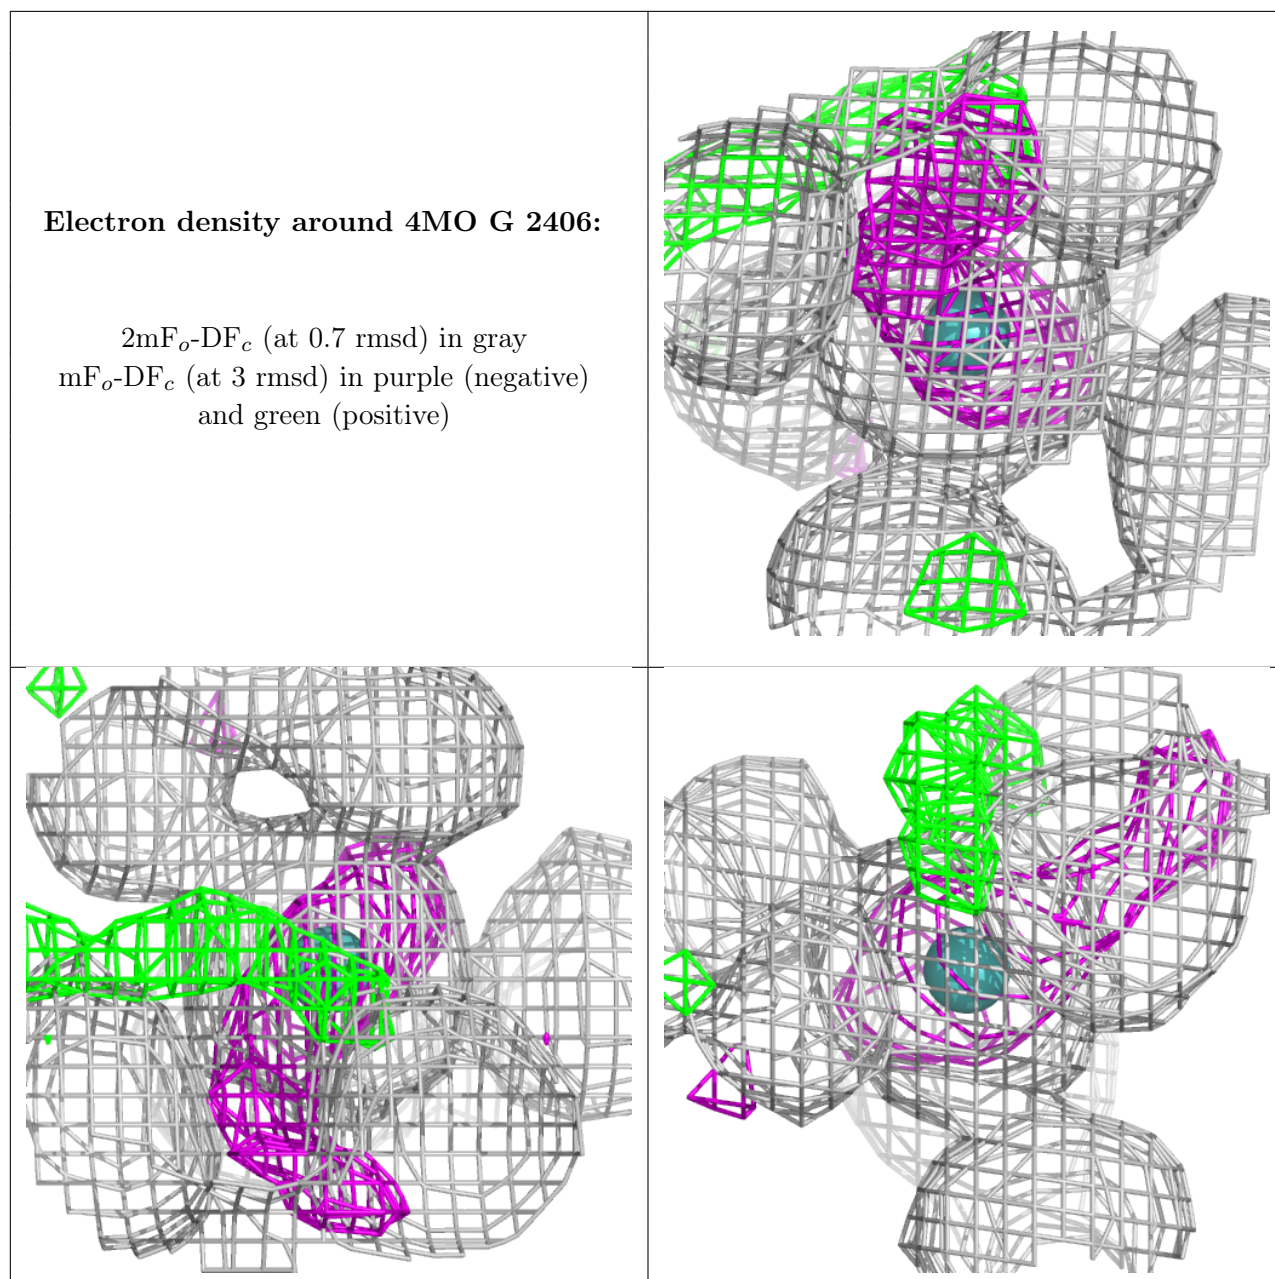 Electron density around 4MO G 2406:
2mFo-DFc (at 0.7 rmsd) in gray
mFo-DFc (at 3 rmsd) in purple (negative)
and green (positive)